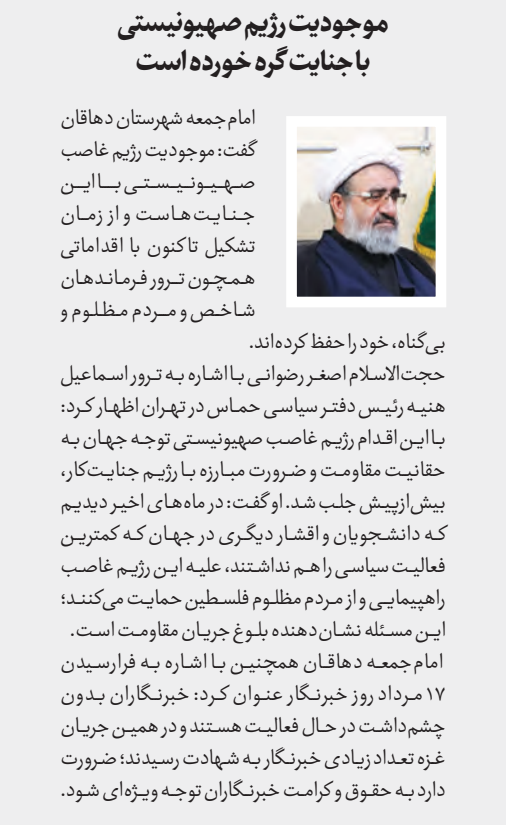 موجودیت رژیم صهیونیستی
با جنایت گره خورده است
امام جمعه شهرستان دهاقان
گفت: موجودیت رژیم غاصب
صهیونیستی با این
جنایت‌هاست و از زمان
تشکیل تاکنون با اقداماتی
همچون ترور فرماندهان
شاخص و مردم مظلوم و
بی‌گناه، خود را حفظ کرده‌اند.
حجت‌الاسلام اصغر رضوانی با اشاره به ترور اسماعیل
هنیه رئیس دفتر سیاسی حماس در تهران اظهار کرد:
با این اقدام رژیم غاصب صهیونیستی توجه جهان به
حقانیت مقاومت و ضرورت مبارزه با رژیم جنایت‌کار،
بیش‌ازپیش جلب شد. او گفت: در ماه‌های اخیر دیدیم
که دانشجویان و اقشار دیگری در جهان که کمترین
فعالیت سیاسی را هم نداشتند، علیه این رژیم غاصب
راهپیمایی و از مردم مظلوم فلسطین حمایت می‌کنند؛
این مسئله نشان‌دهنده بلوغ جریان مقاومت است.
امام جمعه دهاقان همچنین با اشاره به فرارسیدن
۱۷ مرداد روز خبرنگار عنوان کرد: خبرنگاران بدون
چشم‌داشت در حال فعالیت هستند و در همین جریان
غزه تعداد زیادی خبرنگار به شهادت رسیدند؛ ضرورت
دارد به حقوق و کرامت خبرنگاران توجه ویژه‌ای شود.